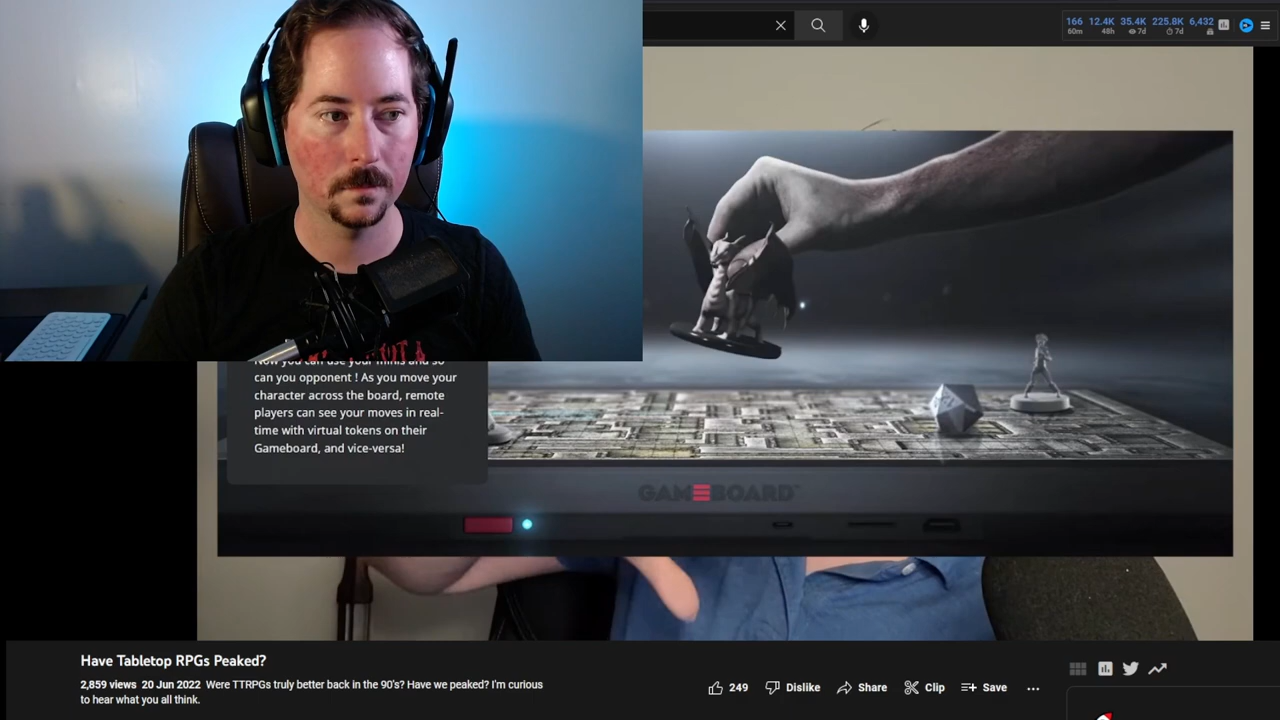 166 12.4K 35.4K 225.8K 6,432
60m 48h 7d 7d
can you opponent ! As you move your
character across the board, remote
players can see your moves in real-
time with virtual tokens on their
Gameboard, and vice-versa!
GAMEBOARD™
Have Tabletop RPGs Peaked?
2,859 views 20 Jun 2022 Were TTRPGs truly better back in the 90's? Have we peaked? I'm curious
to hear what you all think.
249 Dislike Share Clip Save